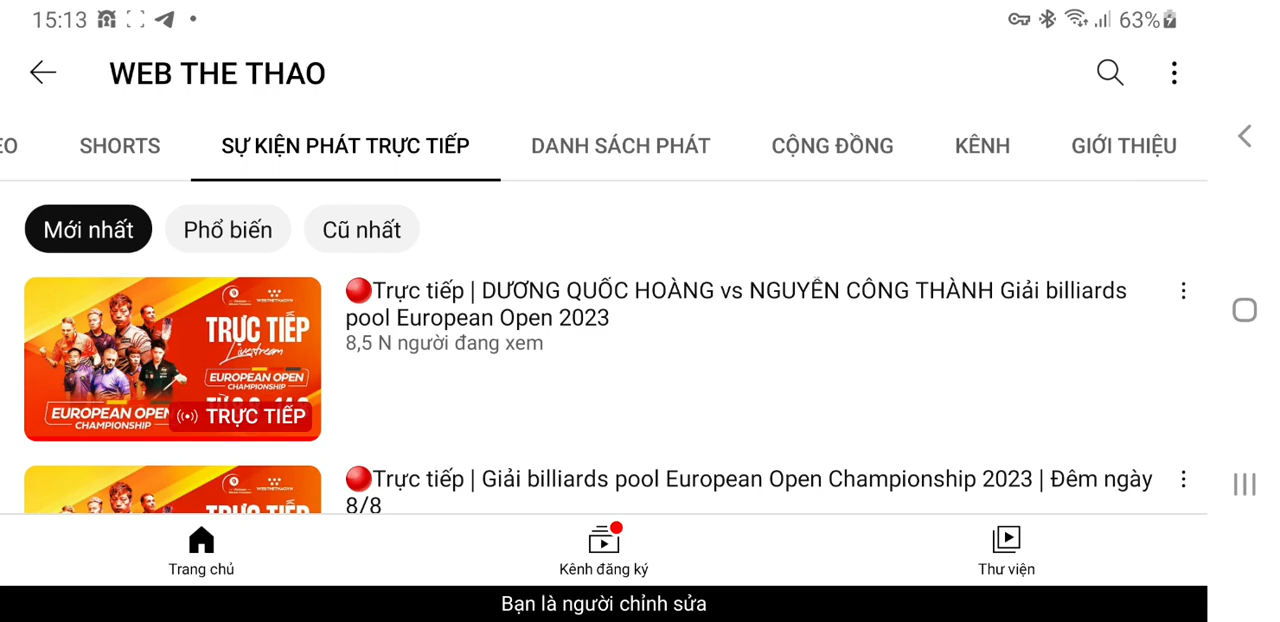 15:13
63%
WEB THE THAO
EO SHORTS SỰ KIỆN PHÁT TRỰC TIẾP DANH SÁCH PHÁT CỘNG ĐỒNG KÊNH GIỚI THIỆU
Mới nhất Phổ biến Cũ nhất
TRỰC TIẾP
Livestream
EUROPEAN OPEN
CHAMPIONSHIP
EUROPEAN OPEN
CHAMPIONSHIP
TRỰC TIẾP
🔴Trực tiếp | DƯƠNG QUỐC HOÀNG vs NGUYỄN CÔNG THÀNH Giải billiards
pool European Open 2023
8,5 N người đang xem
🔴Trực tiếp | Giải billiards pool European Open Championship 2023 | Đêm ngày
8/8
Trang chủ Kênh đăng ký Thư viện
Bạn là người chỉnh sửa